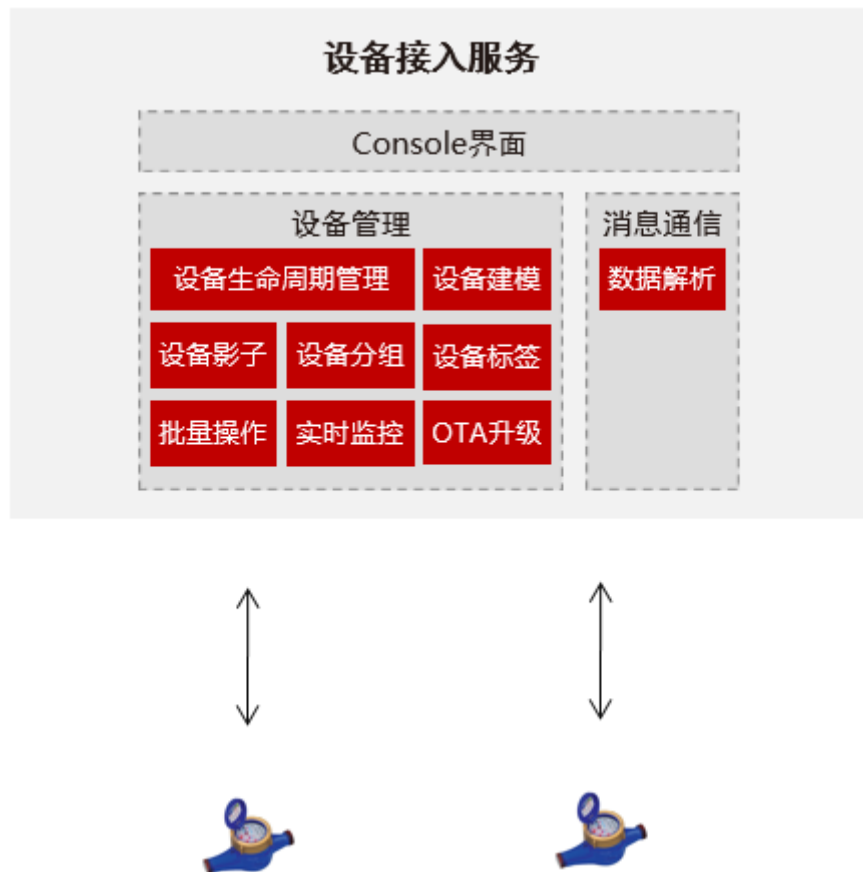 设备接入服务
Console界面
设备管理
消息通信
设备生命周期管理
设备建模
数据解析
设备影子
设备分组
设备标签
批量操作
实时监控
OTA升级